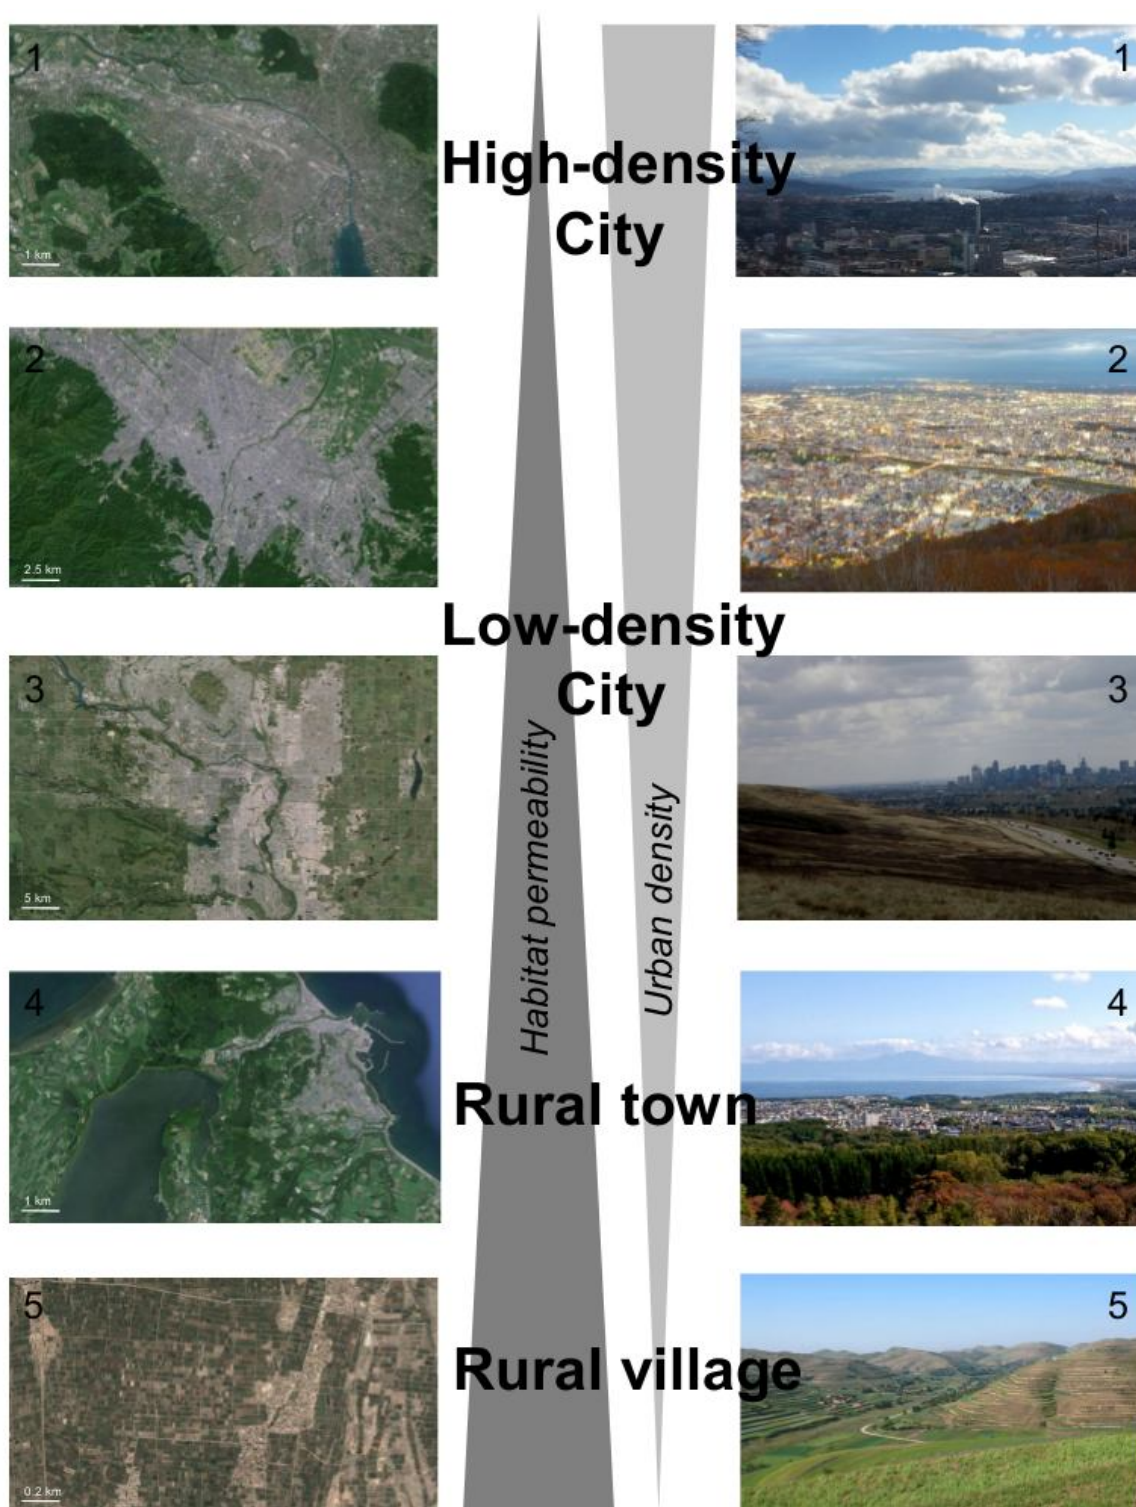 1
1
High-density
City
1 km
2
2
2.5 km
Low-density
City
3
3
5 km
Habitat permeability
Urban density
4
4
Rural town
1 km
5
5
Rural village
0.2 km